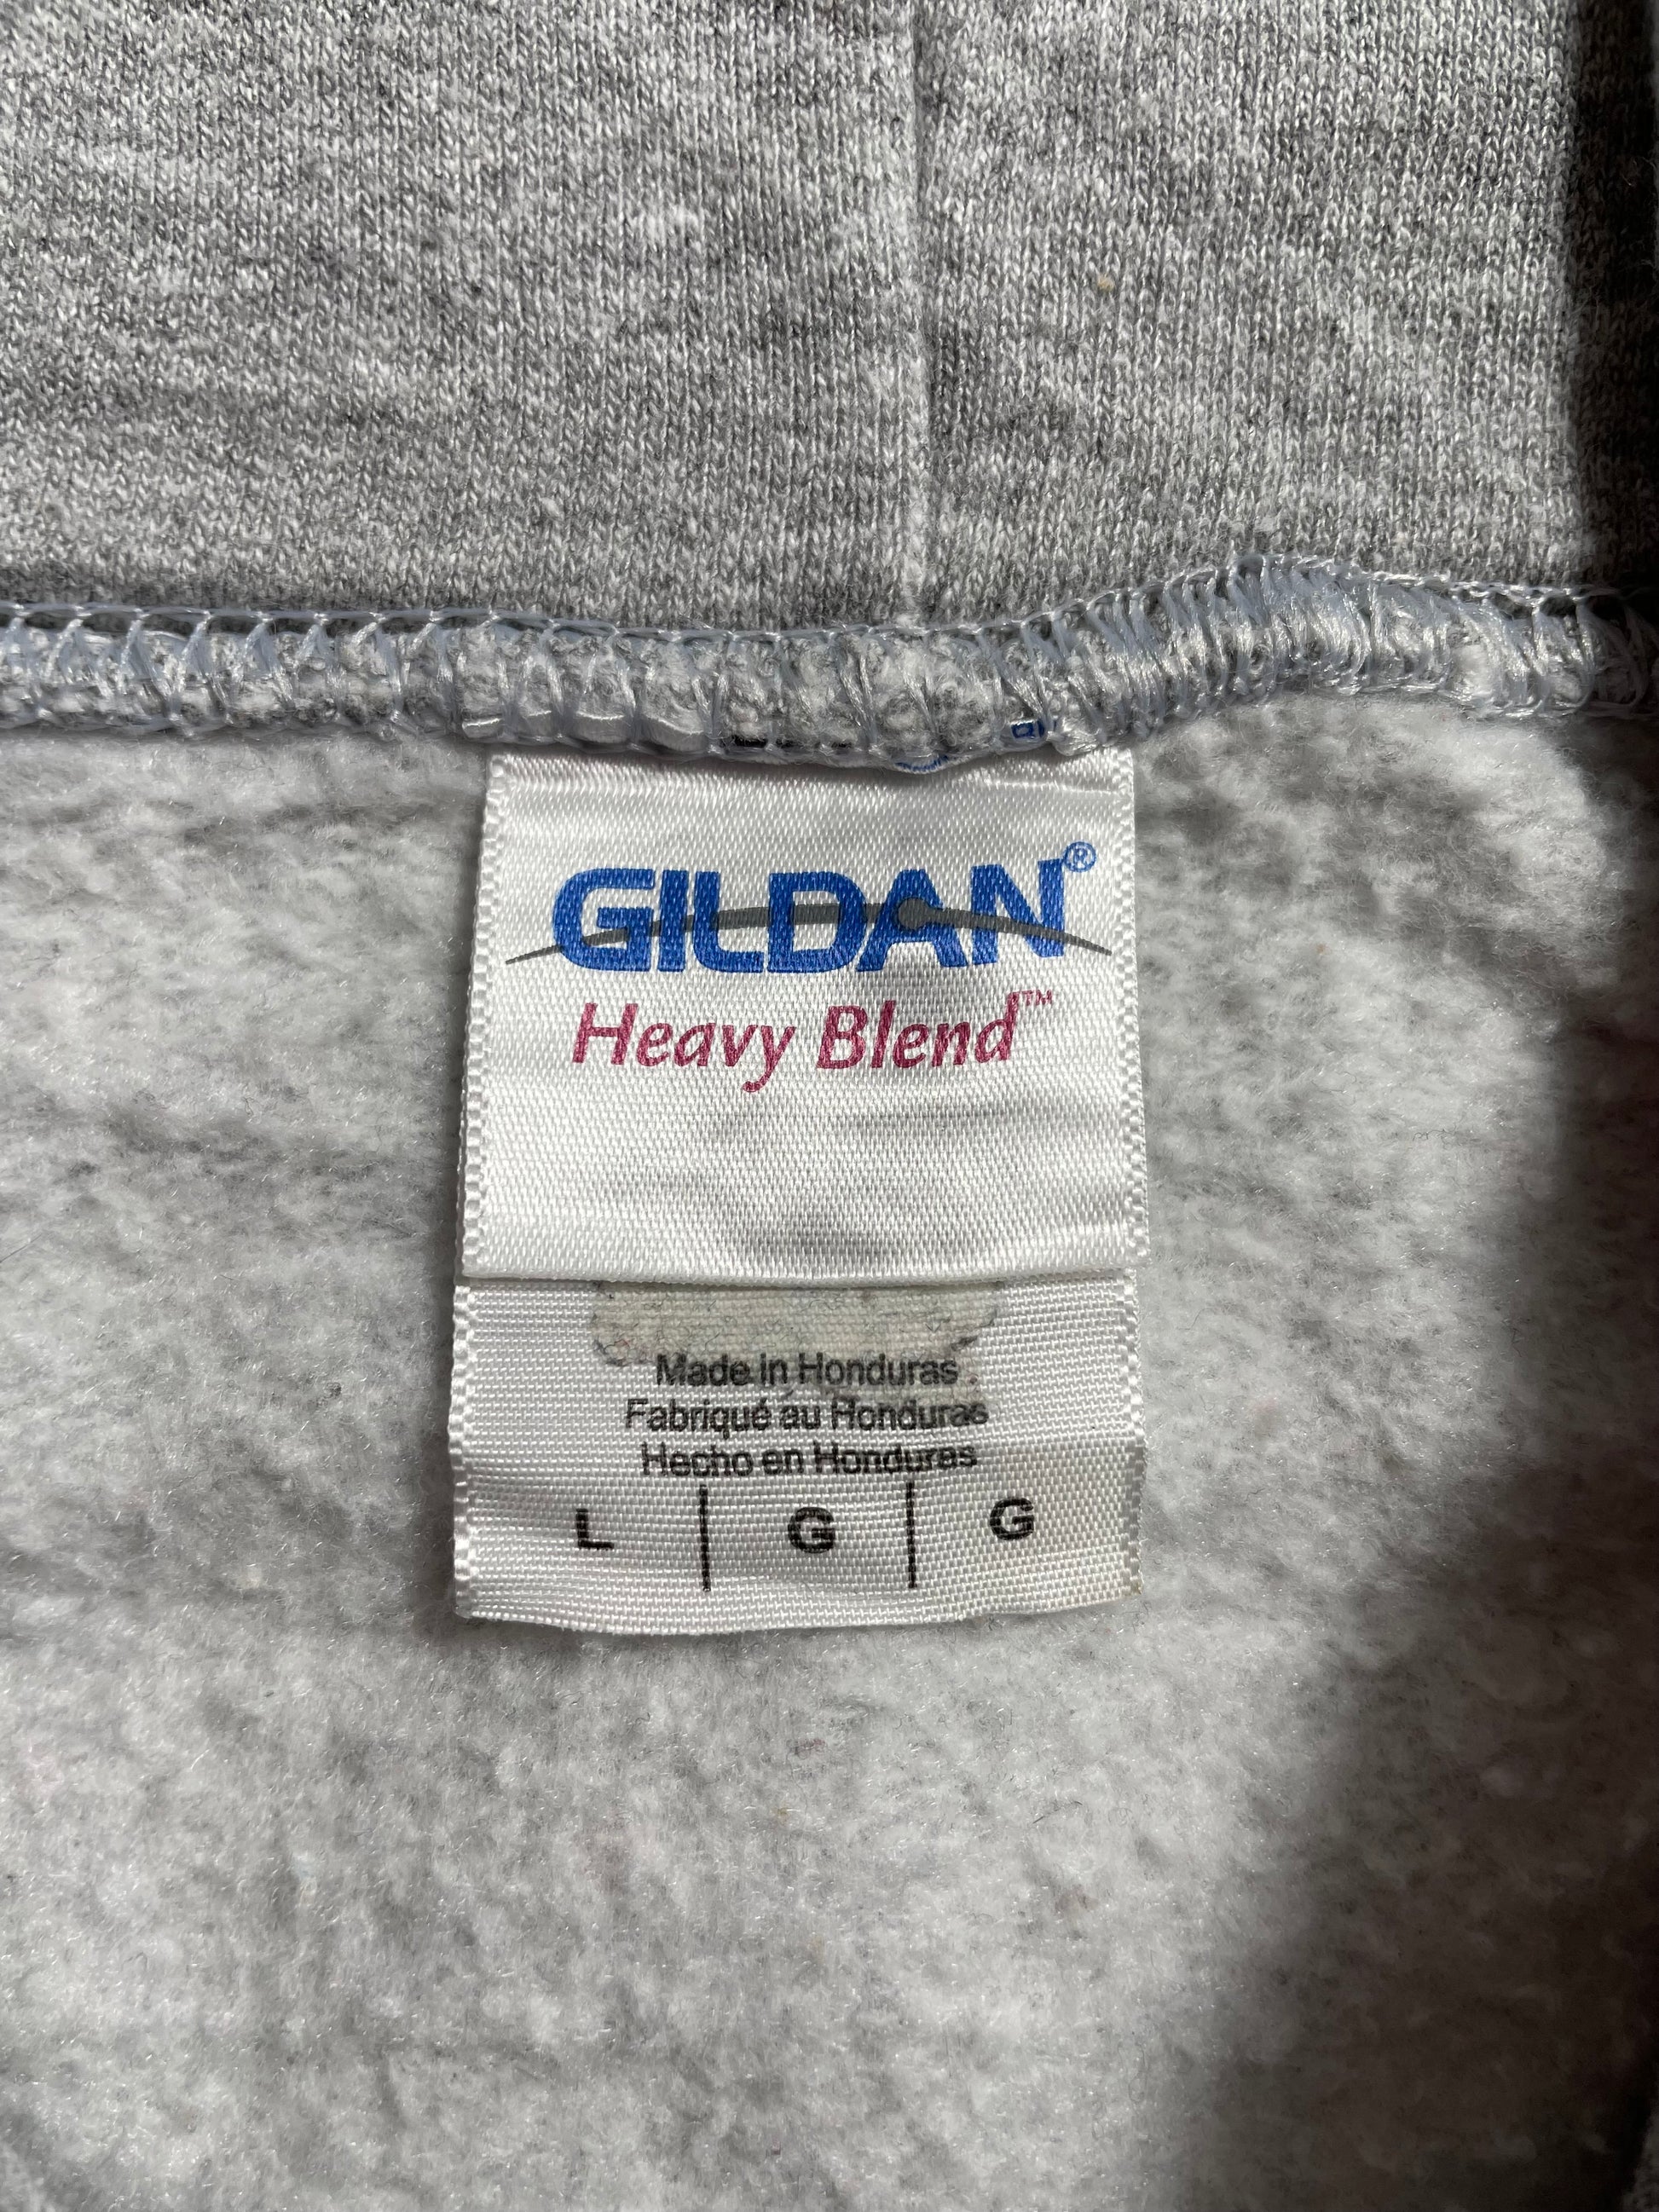 GILDAN®
Heavy Blend™
Made in Honduras
Fabriqué au Honduras
Hecho en Honduras
L | G | G